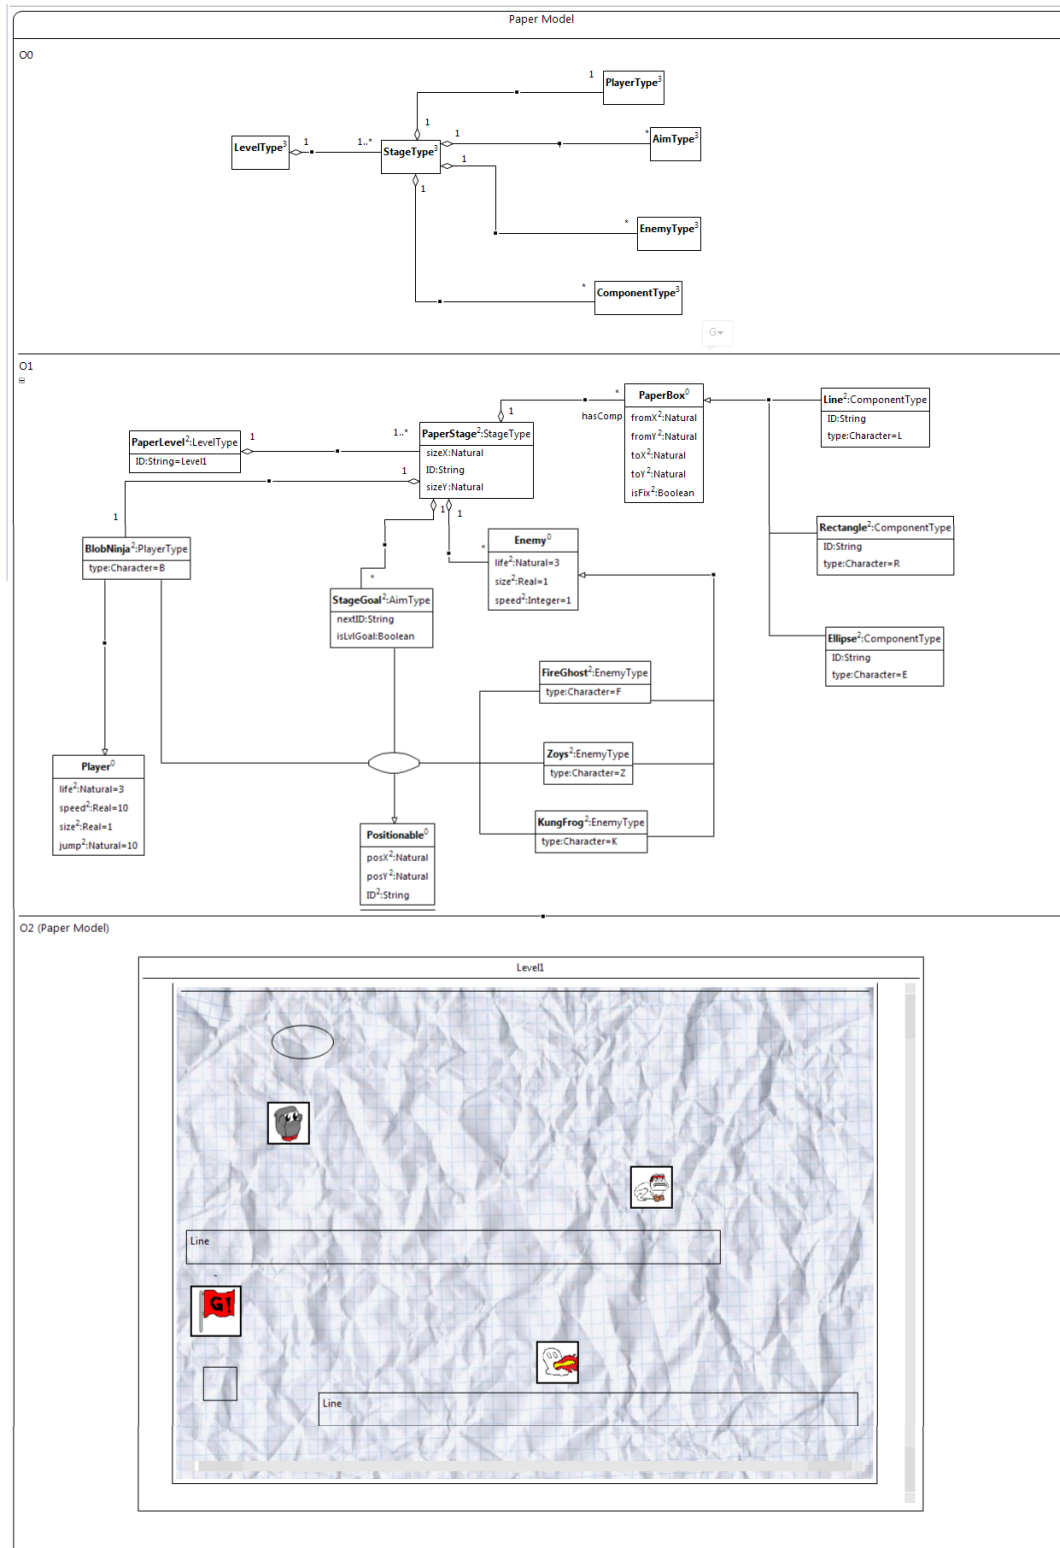 Paper Model
O0
1
PlayerType3
1
LevelType3
1
1..*
StageType3
1
*
AimType3
1
1
*
EnemyType3
*
ComponentType3
G
O1
PaperBox0
fromX2:Natural
fromY2:Natural
toX2:Natural
toY2:Natural
isFix2:Boolean
*
hasComp
1
Line2:ComponentType
ID:String
type:Character=L
PaperLevel2:LevelType
ID:String=Level1
1
1..*
PaperStage2:StageType
sizeX:Natural
ID:String
sizeY:Natural
1
1
1
1
Rectangle2:ComponentType
ID:String
type:Character=R
BlobNinja2:PlayerType
type:Character=B
*
Enemy0
life2:Natural=3
size2:Real=1
speed2:Integer=1
*
StageGoal2:AimType
nextID:String
isLvlGoal:Boolean
Ellipse2:ComponentType
ID:String
type:Character=E
FireGhost2:EnemyType
type:Character=F
Zoys2:EnemyType
type:Character=Z
Player0
life2:Natural=3
speed2:Real=10
size2:Real=1
jump2:Natural=10
KungFrog2:EnemyType
type:Character=K
Positionable0
posX2:Natural
posY2:Natural
ID2:String
O2 (Paper Model)
Level1
Line
G!
Line